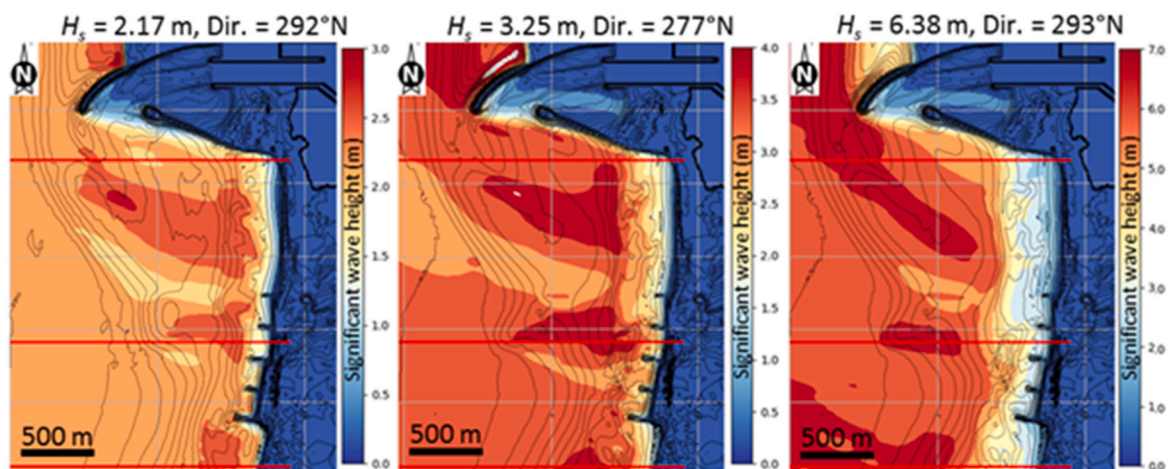 Hs = 2.17 m, Dir. = 292°N
Hs = 3.25 m, Dir. = 277°N
Hs = 6.38 m, Dir. = 293°N
N
3.0
2.5
2.0
1.5
1.0
0.5
0.0
Significant wave height (m)
500 m
N
4.0
3.5
3.0
2.5
2.0
1.5
1.0
0.5
0.0
Significant wave height (m)
500 m
N
7.0
6.0
5.0
4.0
3.0
2.0
1.0
0.0
Significant wave height (m)
500 m